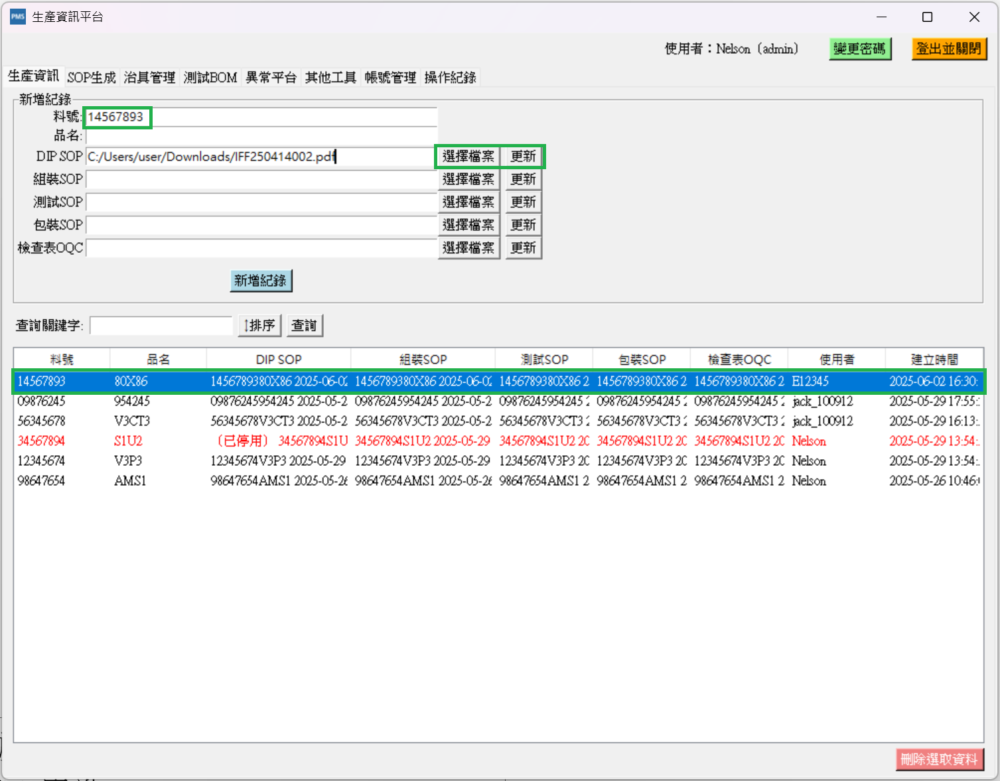 PMS 生產資訊平台
使用者：Nelson（admin） 變更密碼 登出並關閉
生產資訊 SOP生成 治具管理 測試BOM 異常平台 其他工具 帳號管理 操作紀錄
新增紀錄
料號: 14567893
品名:
DIP SOP C:/Users/user/Downloads/IFF250414002.pdf 選擇檔案 更新
組裝SOP 選擇檔案 更新
測試SOP 選擇檔案 更新
包裝SOP 選擇檔案 更新
檢查表OQC 選擇檔案 更新
新增紀錄
查詢關鍵字: ↕排序 查詢
料號 品名 DIP SOP 組裝SOP 測試SOP 包裝SOP 檢查表OQC 使用者 建立時間
14567893 80X86 1456789380X86 2025-06-02 1456789380X86 2025-06-02 1456789380X86 2 1456789380X86 2 1456789380X86 2 E12345 2025-06-02 16:30:
09876245 954245 09876245954245 2025-05-2 09876245954245 2025-05-2 09876245954245 2 09876245954245 2 09876245954245 2 jack_100912 2025-05-29 17:55:
56345678 V3CT3 56345678V3CT3 2025-05-2 56345678V3CT3 2025-05-2 56345678V3CT3 2 56345678V3CT3 2 56345678V3CT3 2 jack_100912 2025-05-29 16:13:
34567894 S1U2 （已停用） 34567894S1U 34567894S1U2 2025-05-29 34567894S1U2 20 34567894S1U2 20 34567894S1U2 20 Nelson 2025-05-29 13:54:
12345674 V3P3 12345674V3P3 2025-05-29 12345674V3P3 2025-05-29 12345674V3P3 20 12345674V3P3 20 12345674V3P3 20 Nelson 2025-05-29 13:54:
98647654 AMS1 98647654AMS1 2025-05-26 98647654AMS1 2025-05-26 98647654AMS1 2 98647654AMS1 2 98647654AMS1 2 Nelson 2025-05-26 10:46:
刪除選取資料